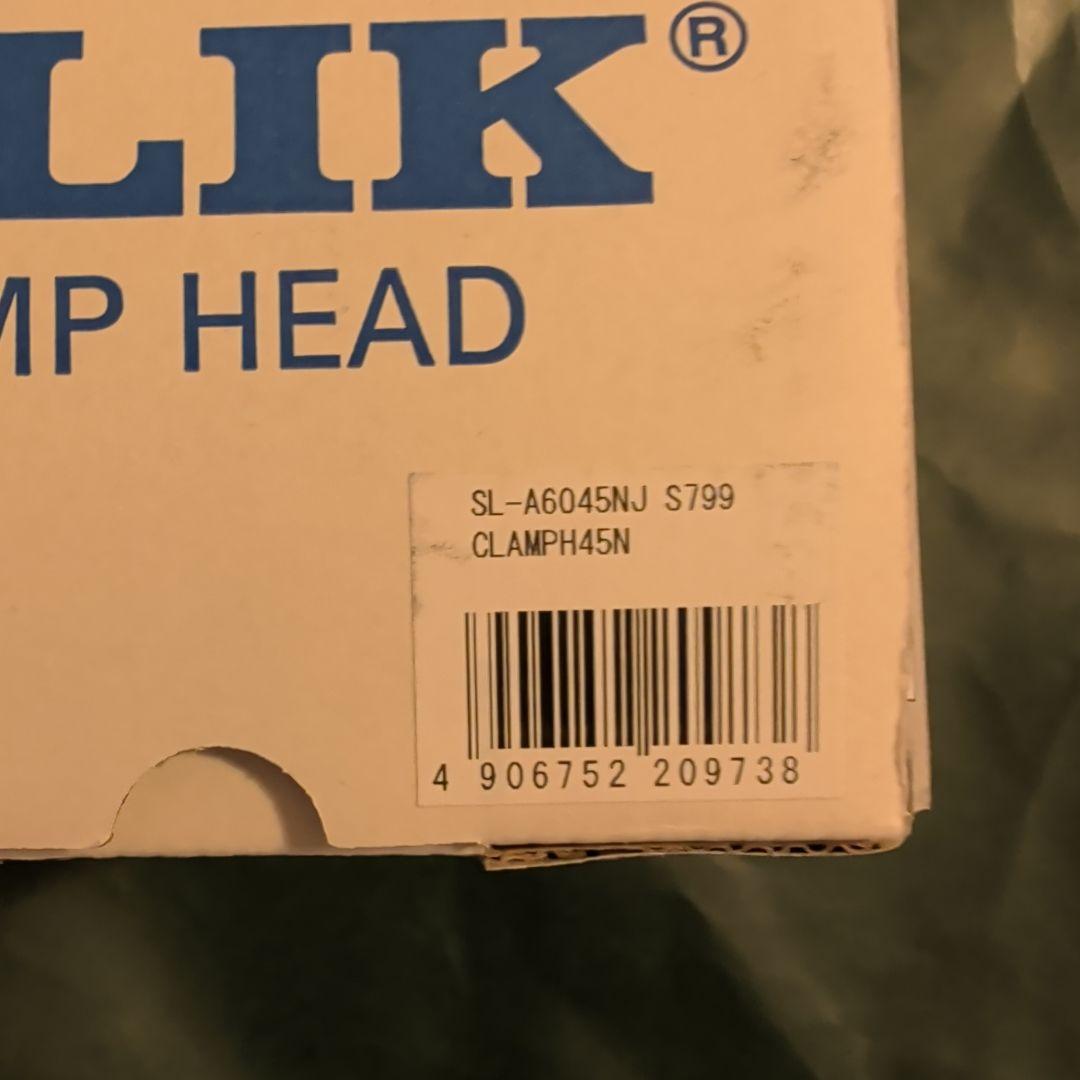 LIK®
MP HEAD
SL-A6045NJ S799
CLAMPH45N
4 906752 209738